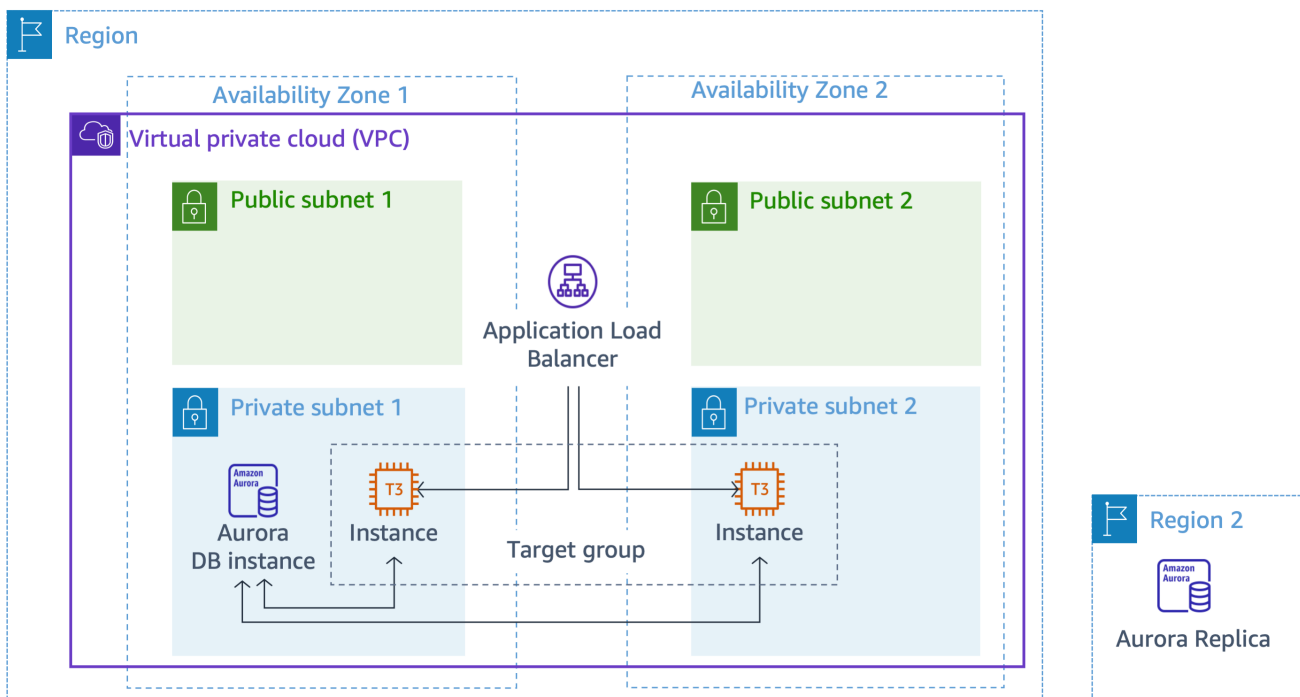 Region
Availability Zone 1
Availability Zone 2
Virtual private cloud (VPC)
Public subnet 1
Public subnet 2
Application Load
Balancer
Private subnet 1
Private subnet 2
Amazon
Aurora
T3
T3
Aurora
DB instance
Instance
Instance
Target group
Region 2
Amazon
Aurora
Aurora Replica